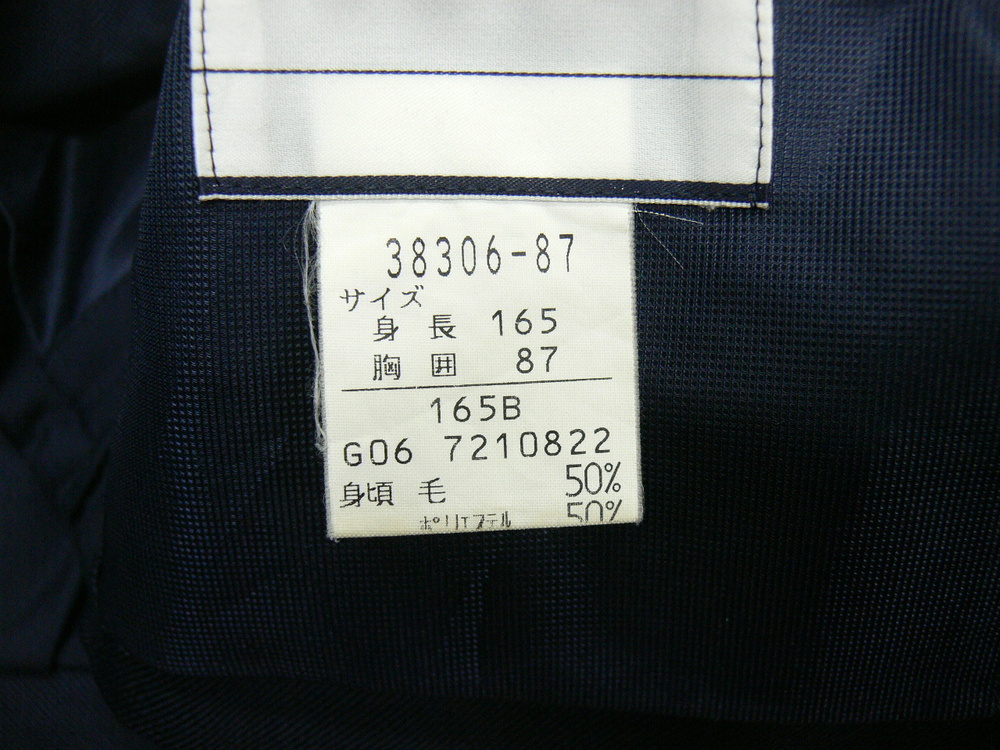 38306-87
サイズ
身 長 165
胸 囲 87
165B
G06 7210822
身頃 毛 50%
ポリエステル 50%